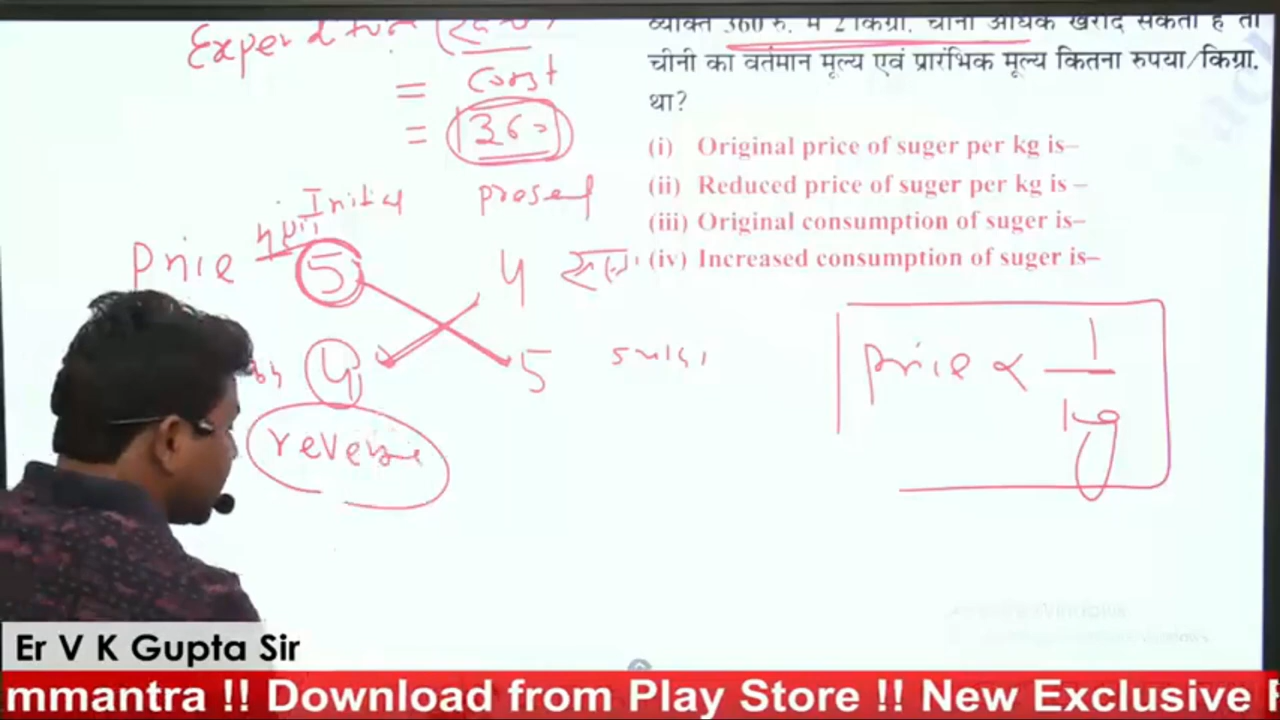 व्यक्ति 360 रु. में 2 किग्रा. चीनी अधिक खरीद सकता है तो
चीनी का वर्तमान मूल्य एवं प्रारंभिक मूल्य कितना रुपया/किग्रा.
था?
(i) Original price of suger per kg is–
(ii) Reduced price of suger per kg is –
(iii) Original consumption of suger is–
(iv) Increased consumption of suger is–
= const
= 360
Initial present
Price 5 4
4 5
reverse
price ∝ 1
kg
Er V K Gupta Sir
mmantra !! Download from Play Store !! New Exclusive